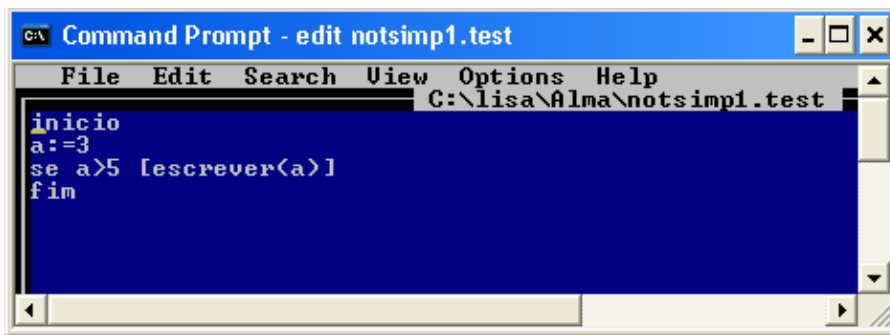 Command Prompt - edit notsimp1.test
File Edit Search View Options Help
C:\lisa\Alma\notsimp1.test
inicio
a:=3
se a>5 [escrever(a)]
fim